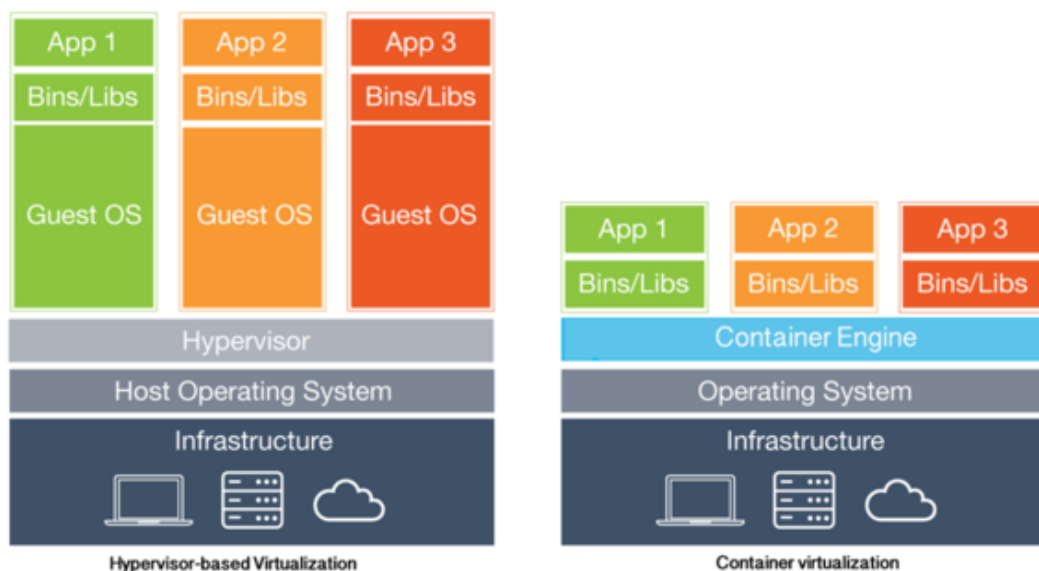 App 1
Bins/Libs
Guest OS
App 2
Bins/Libs
Guest OS
App 3
Bins/Libs
Guest OS
Hypervisor
Host Operating System
Infrastructure
Hypervisor-based Virtualization
App 1
Bins/Libs
App 2
Bins/Libs
App 3
Bins/Libs
Container Engine
Operating System
Infrastructure
Container virtualization